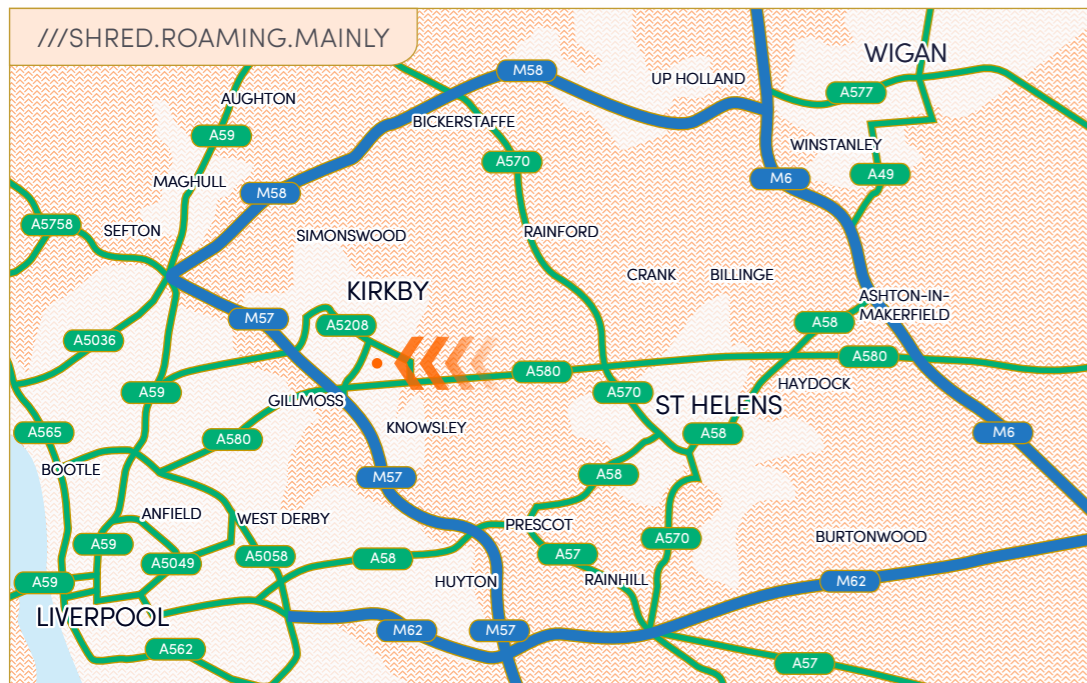 ///SHRED.ROAMING.MAINLY
WIGAN
M58
UP HOLLAND
A577
AUGHTON
BICKERSTAFFE
A59
WINSTANLEY
A570
MAGHULL
M58
M6
A49
A5758
SEFTON
SIMONSWOOD
RAINFORD
CRANK
BILLINGE
KIRKBY
ASHTON-IN-
MAKERFIELD
M57
A5208
A58
A5036
A580
A580
A59
GILLMOSS
A570
HAYDOCK
ST HELENS
A565
A580
KNOWSLEY
A58
M6
BOOTLE
M57
A58
ANFIELD
WEST DERBY
PRESCOT
A59
A5049
A5058
A58
A57
A570
BURTONWOOD
A59
HUYTON
RAINHILL
M62
LIVERPOOL
M62
M57
A562
A57